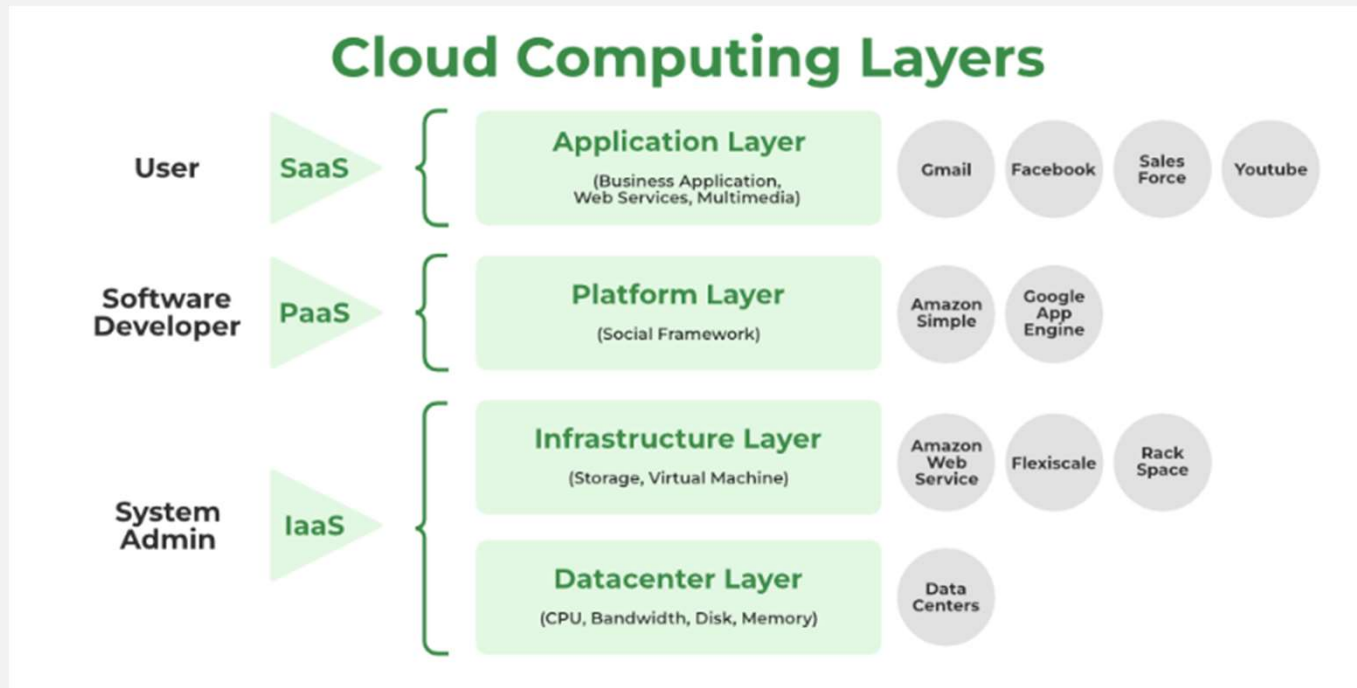 Cloud Computing Layers
User
SaaS
Application Layer
(Business Application,
Web Services, Multimedia)
Gmail
Facebook
Sales
Force
Youtube
Software
Developer
PaaS
Platform Layer
(Social Framework)
Amazon
Simple
Google
App
Engine
System
Admin
IaaS
Infrastructure Layer
(Storage, Virtual Machine)
Amazon
Web
Service
Flexiscale
Rack
Space
Datacenter Layer
(CPU, Bandwidth, Disk, Memory)
Data
Centers